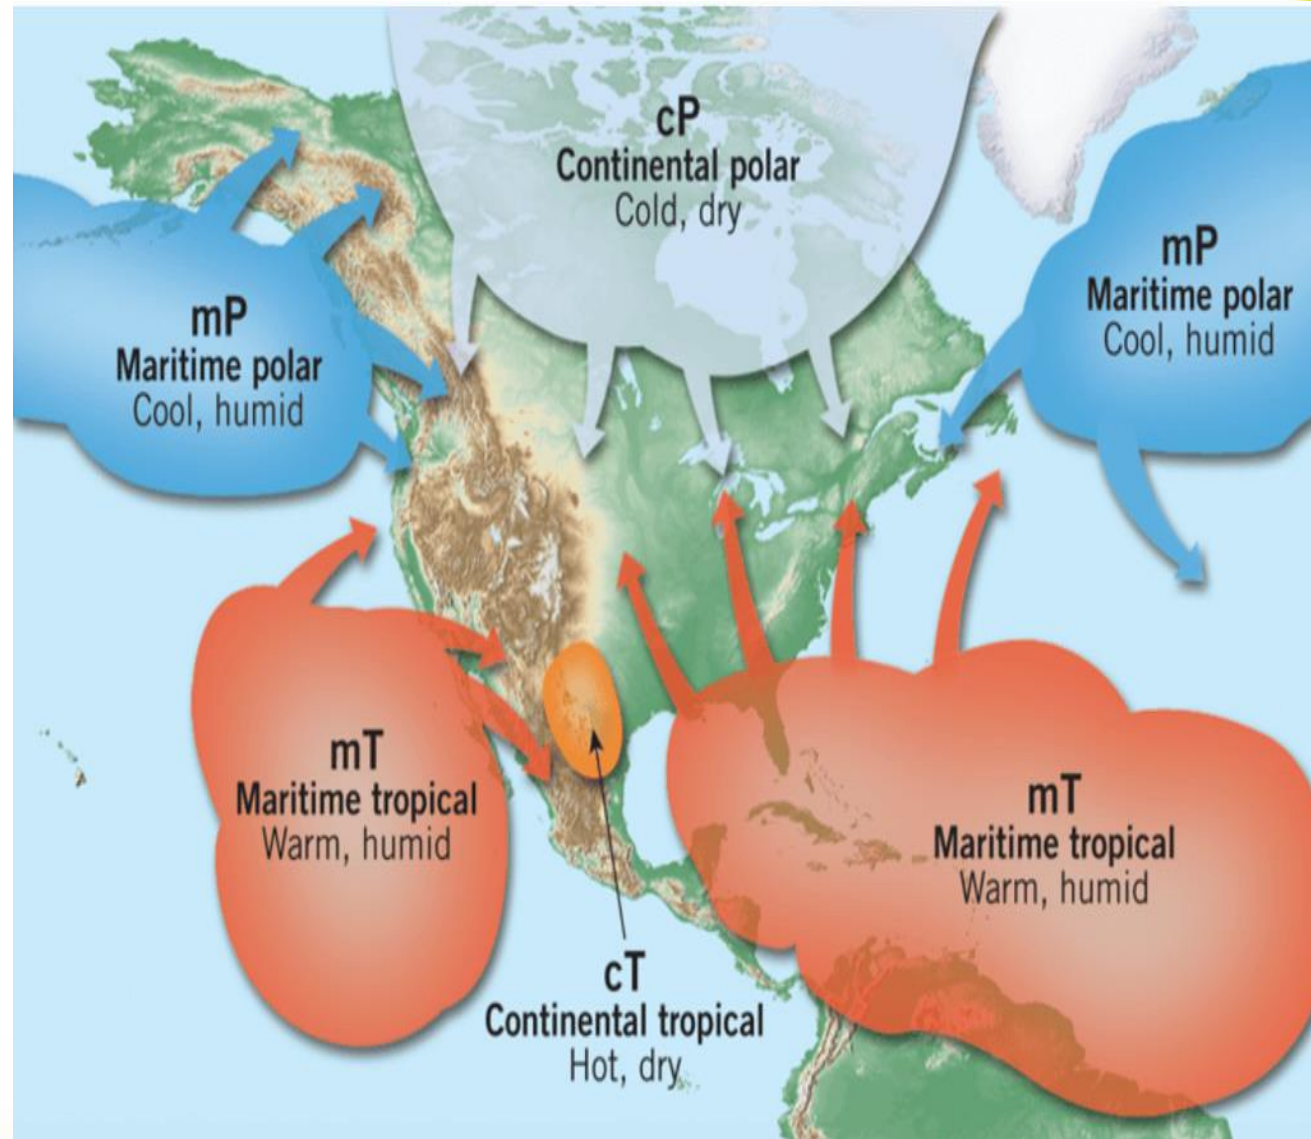 cP
Continental polar
Cold, dry
mP
Maritime polar
Cool, humid
mP
Maritime polar
Cool, humid
mT
Maritime tropical
Warm, humid
mT
Maritime tropical
Warm, humid
cT
Continental tropical
Hot, dry